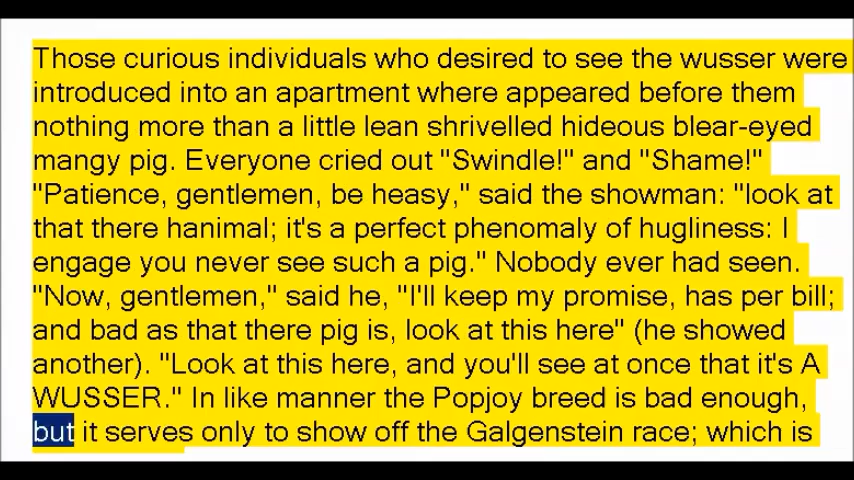 Those curious individuals who desired to see the wusser were
introduced into an apartment where appeared before them
nothing more than a little lean shrivelled hideous blear-eyed
mangy pig. Everyone cried out "Swindle!" and "Shame!"
"Patience, gentlemen, be heasy," said the showman: "look at
that there hanimal; it's a perfect phenomaly of hugliness: I
engage you never see such a pig." Nobody ever had seen.
"Now, gentlemen," said he, "I'll keep my promise, has per bill;
and bad as that there pig is, look at this here" (he showed
another). "Look at this here, and you'll see at once that it's A
WUSSER." In like manner the Popjoy breed is bad enough,
but it serves only to show off the Galgenstein race; which is